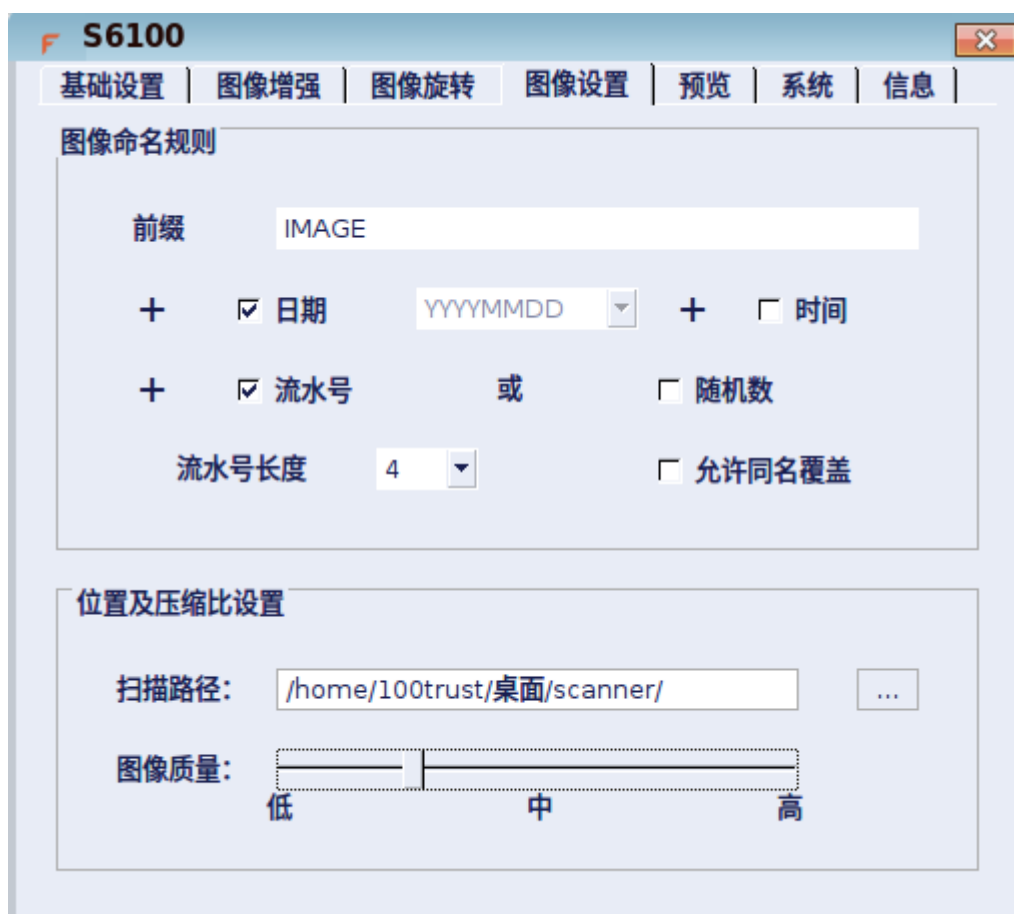 S6100
基础设置 图像增强 图像旋转 图像设置 预览 系统 信息
图像命名规则
前缀 IMAGE
+ 日期 YYYYMMDD + 时间
+ 流水号 或 随机数
流水号长度 4 允许同名覆盖
位置及压缩比设置
扫描路径: /home/100trust/桌面/scanner/ ...
图像质量:
低 中 高